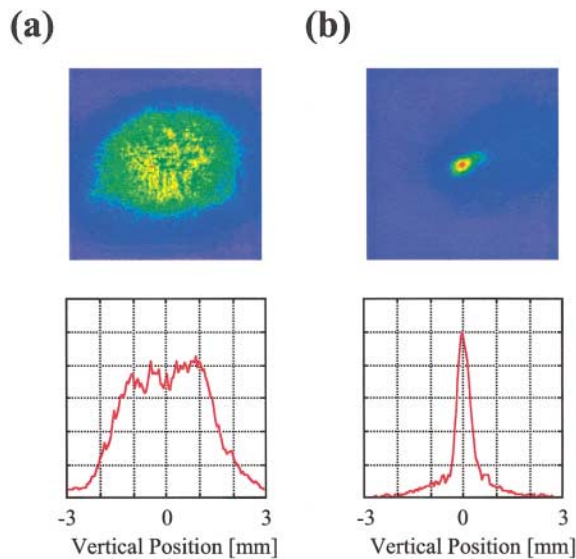 (a)
(b)
-3 0 3
Vertical Position [mm]
-3 0 3
Vertical Position [mm]